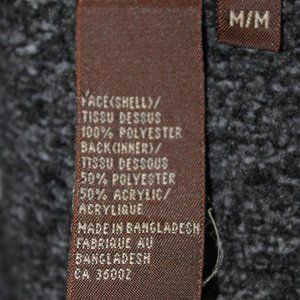 M/M
FACE(SHELL)/
TISSU DESSUS
100% POLYESTER
BACK(INNER)/
TISSU DESSOUS
50% POLYESTER
50% ACRYLIC/
ACRYLIQUE
MADE IN BANGLADESH
FABRIQUE AU
BANGLADESH
CA 36002